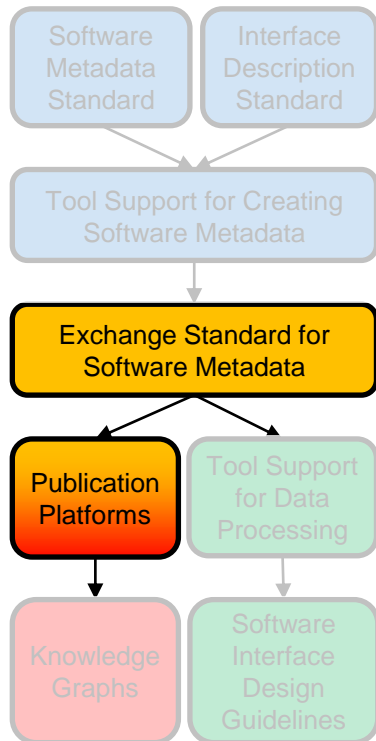 Software
Metadata
Standard
Interface
Description
Standard
Tool Support for Creating
Software Metadata
Exchange Standard for
Software Metadata
Publication
Platforms
Tool Support
for Data
Processing
Knowledge
Graphs
Software
Interface
Design
Guidelines